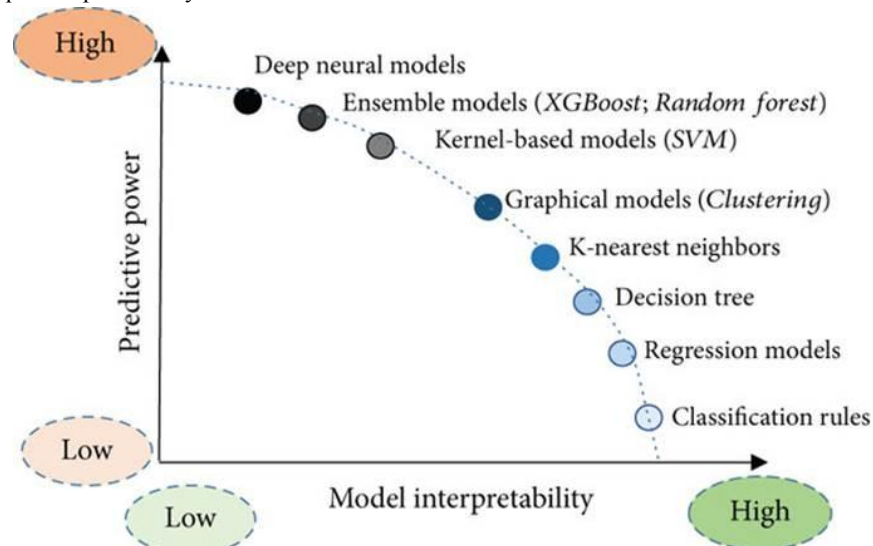 High
Deep neural models
Ensemble models (XGBoost; Random forest)
Kernel-based models (SVM)
Graphical models (Clustering)
K-nearest neighbors
Decision tree
Regression models
Classification rules
Predictive power
Low
Model interpretability
Low
High